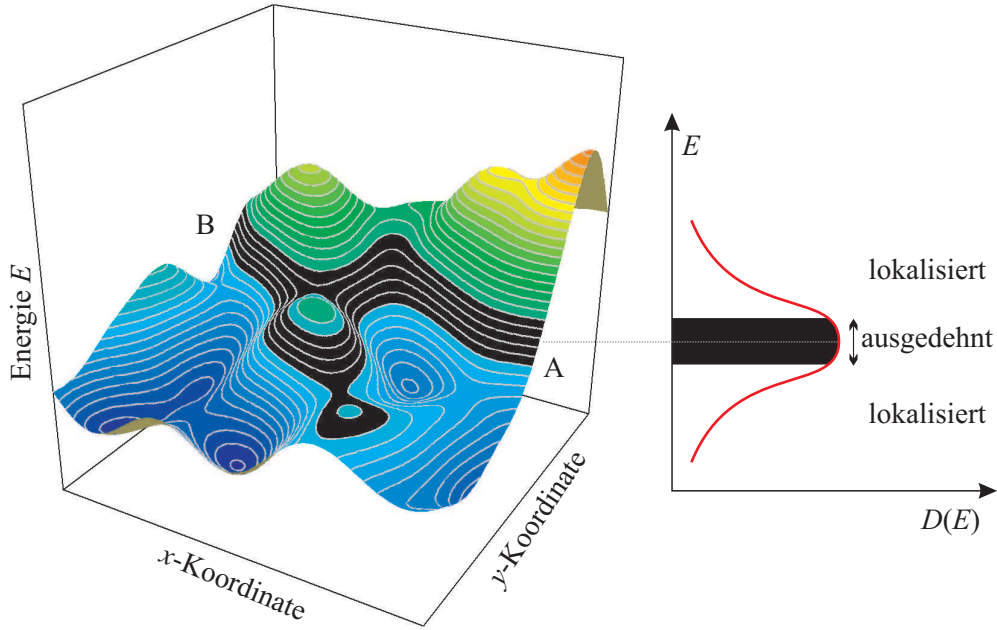 Energie E
B
A
x-Koordinate
y-Koordinate
E
lokalisiert
ausgedehnt
lokalisiert
D(E)